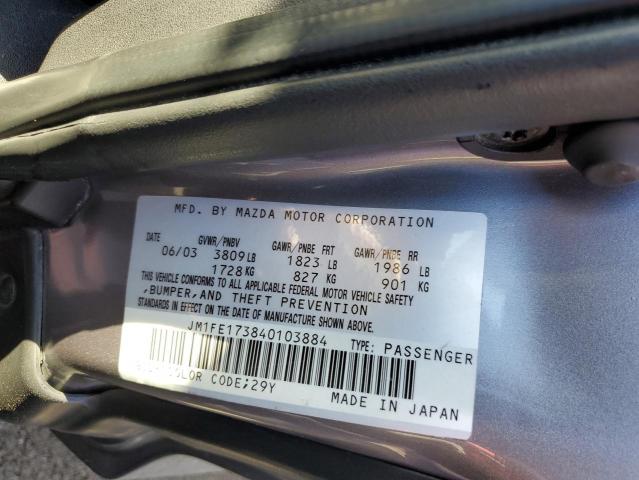 MFD. BY MAZDA MOTOR CORPORATION
DATE GVWR/PNBV GAWR/PNBE FRT GAWR/PNBE RR
06/03 3809 LB 1823 LB 1986 LB
1728 KG 827 KG 901 KG
THIS VEHICLE CONFORMS TO ALL APPLICABLE FEDERAL MOTOR VEHICLE SAFETY
,BUMPER,AND THEFT PREVENTION
STANDARDS IN EFFECT ON THE DATE OF MANUFACTURE SHOWN ABOVE.
JM1FE173840103884 TYPE: PASSENGER
COLOR CODE;29Y MADE IN JAPAN